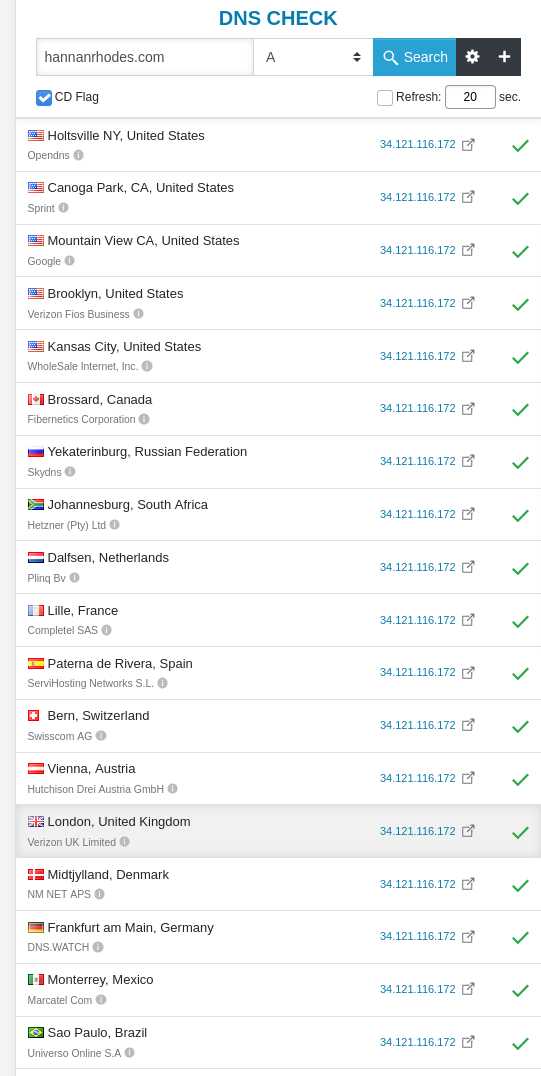 DNS CHECK
hannanrhodes.com A Search
CD Flag Refresh: 20 sec.
Holtsville NY, United States 34.121.116.172
Opendns
Canoga Park, CA, United States 34.121.116.172
Sprint
Mountain View CA, United States 34.121.116.172
Google
Brooklyn, United States 34.121.116.172
Verizon Fios Business
Kansas City, United States 34.121.116.172
WholeSale Internet, Inc.
Brossard, Canada 34.121.116.172
Fibernetics Corporation
Yekaterinburg, Russian Federation 34.121.116.172
Skydns
Johannesburg, South Africa 34.121.116.172
Hetzner (Pty) Ltd
Dalfsen, Netherlands 34.121.116.172
Plinq Bv
Lille, France 34.121.116.172
Completel SAS
Paterna de Rivera, Spain 34.121.116.172
ServiHosting Networks S.L.
Bern, Switzerland 34.121.116.172
Swisscom AG
Vienna, Austria 34.121.116.172
Hutchison Drei Austria GmbH
London, United Kingdom 34.121.116.172
Verizon UK Limited
Midtjylland, Denmark 34.121.116.172
NM NET APS
Frankfurt am Main, Germany 34.121.116.172
DNS.WATCH
Monterrey, Mexico 34.121.116.172
Marcatel Com
Sao Paulo, Brazil 34.121.116.172
Universo Online S.A